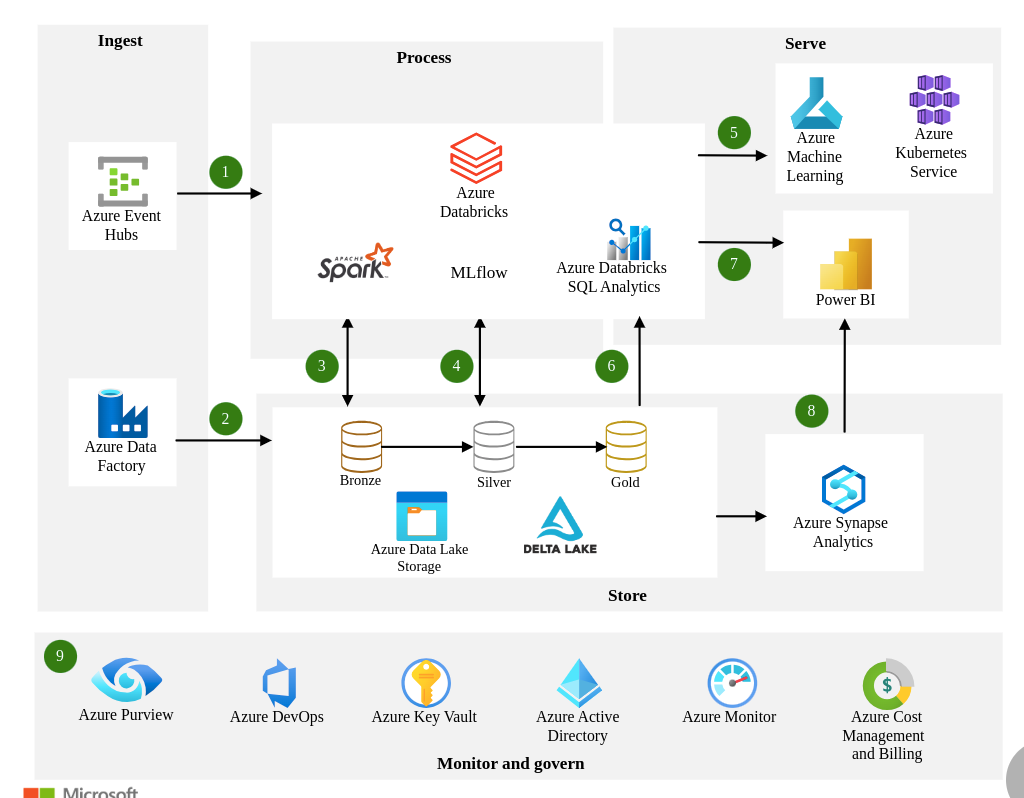 Ingest
Process
Serve
Azure Event
Hubs
1
Azure
Databricks
APACHE
Spark
MLflow
Azure Databricks
SQL Analytics
5
7
Azure
Machine
Learning
Azure
Kubernetes
Service
Power BI
Azure Data
Factory
2
3
4
6
8
Bronze
Silver
Gold
Azure Data Lake
Storage
DELTA LAKE
Azure Synapse
Analytics
Store
9
Azure Purview
Azure DevOps
Azure Key Vault
Azure Active
Directory
Azure Monitor
$
Azure Cost
Management
and Billing
Monitor and govern
Microsoft